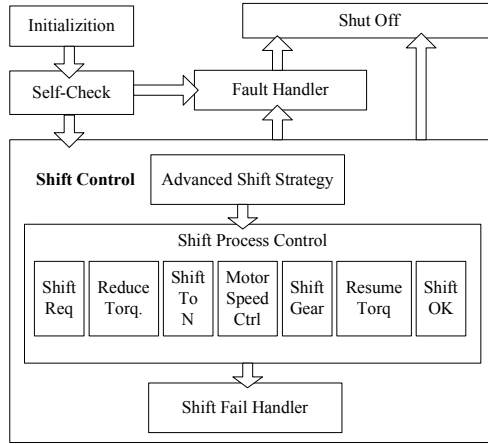 Initializition
Shut Off
Self-Check
Fault Handler
Shift Control
Advanced Shift Strategy
Shift Process Control
Shift
Req
Reduce
Torq.
Shift
To
N
Motor
Speed
Ctrl
Shift
Gear
Resume
Torq
Shift
OK
Shift Fail Handler